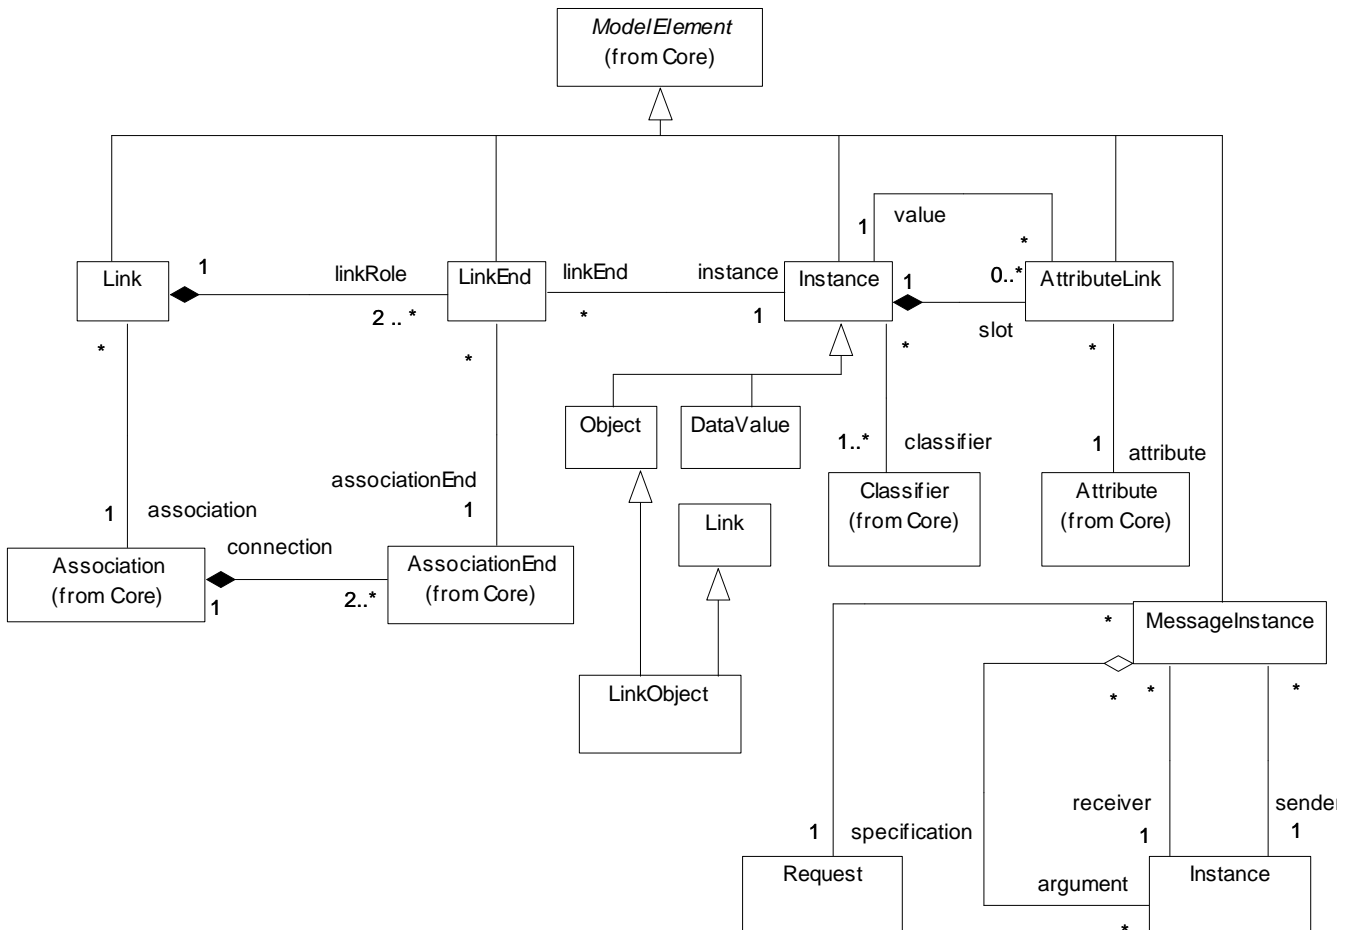 ModelElement
(from Core)
value
1
*
Link
1
linkRole
2 .. *
LinkEnd
linkEnd
*
instance
1
Instance
1
0..*
slot
AttributeLink
*
*
*
*
Object
DataValue
1..*
classifier
1
attribute
associationEnd
1
Classifier
(from Core)
Attribute
(from Core)
1
association
Link
connection
Association
(from Core)
1
2..*
AssociationEnd
(from Core)
MessageInstance
*
LinkObject
*
*
*
receiver
1
sender
1
1
specification
Request
argument
*
Instance